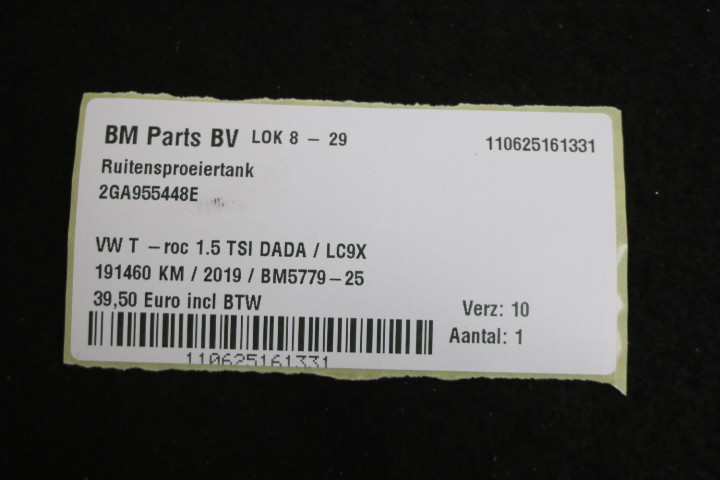 BM Parts BV LOK 8 - 29 110625161331
Ruitensproeiertank
2GA955448E
VW T -roc 1.5 TSI DADA / LC9X
191460 KM / 2019 / BM5779-25
39,50 Euro incl BTW
Verz: 10
Aantal: 1
110625161331